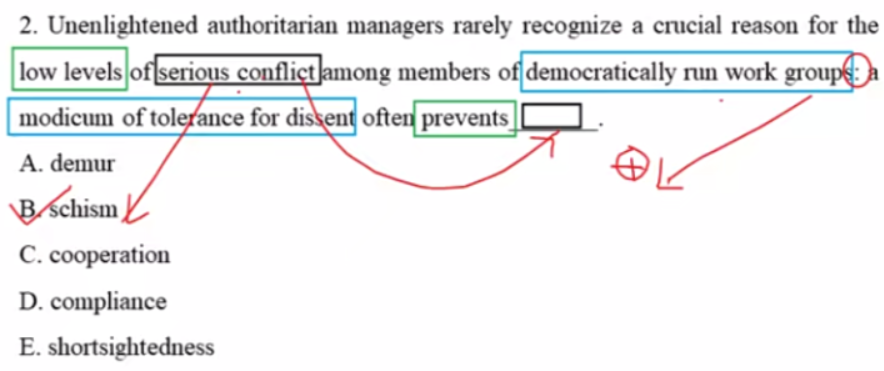 2. Unenlightened authoritarian managers rarely recognize a crucial reason for the
low levels of serious conflict among members of democratically run work groups: a
modicum of tolerance for dissent often prevents ______.
A. demur
B. schism
C. cooperation
D. compliance
E. shortsightedness